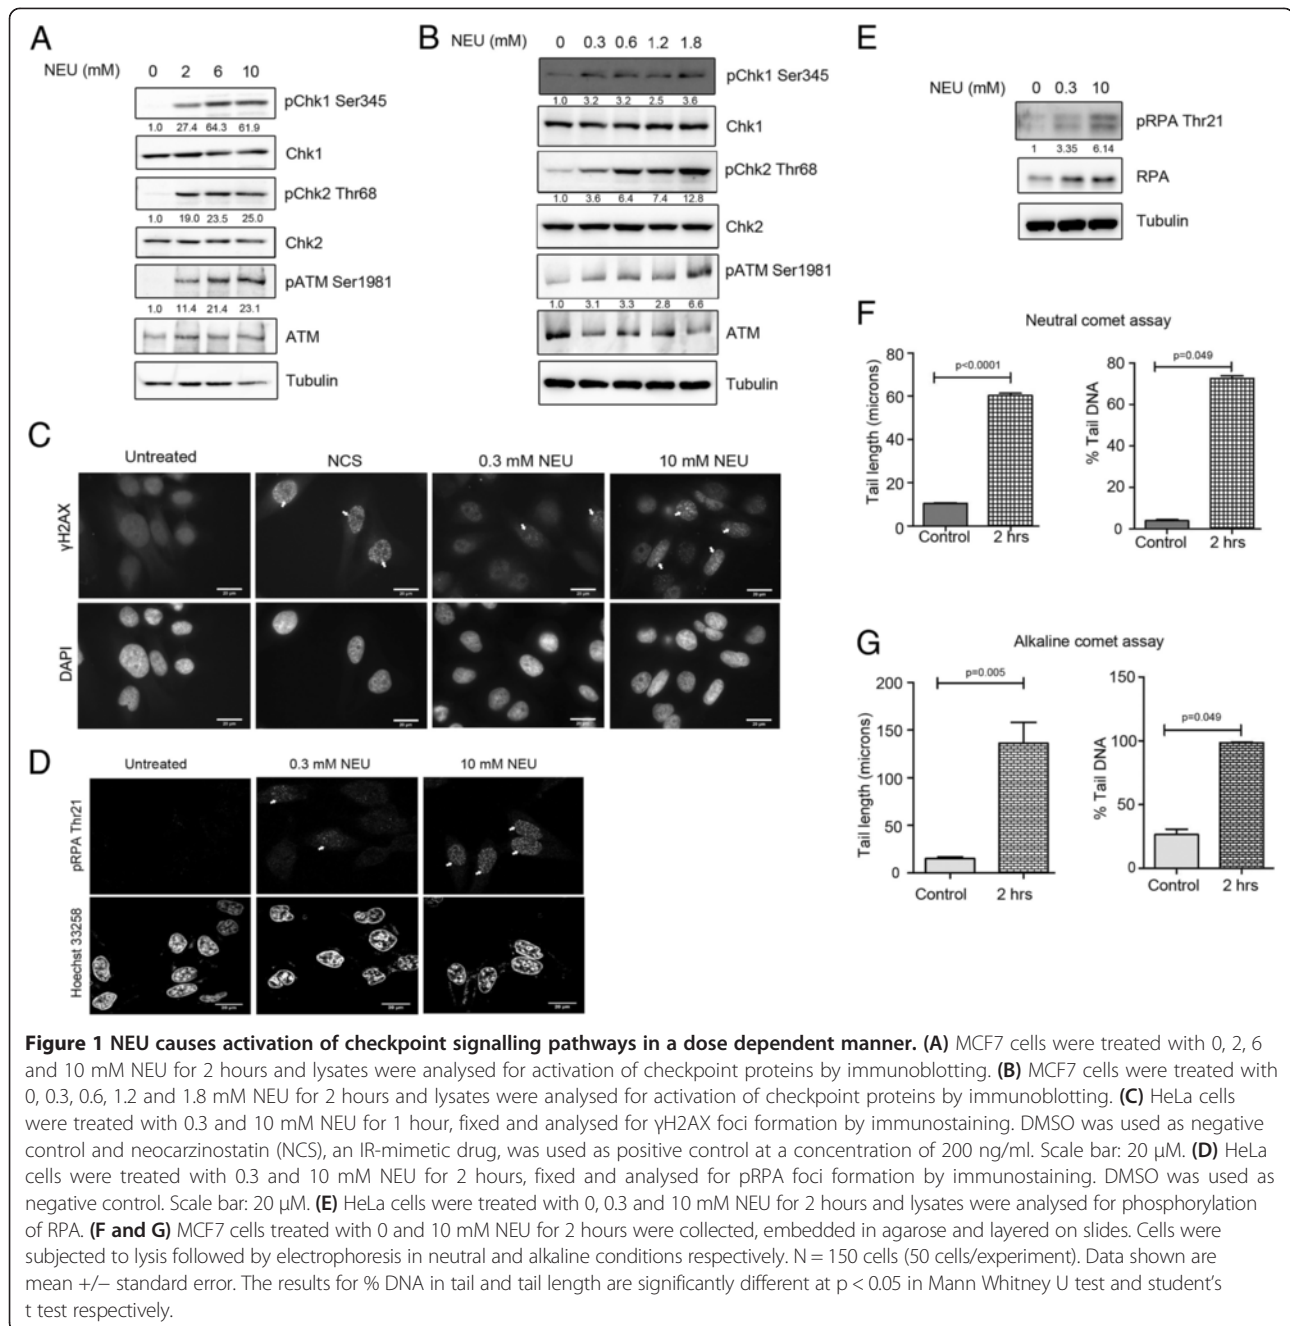 A
NEU (mM) 0 2 6 10
pChk1 Ser345
1.0 27.4 64.3 61.9
Chk1
pChk2 Thr68
1.0 19.0 23.5 25.0
Chk2
pATM Ser1981
1.0 11.4 21.4 23.1
ATM
Tubulin
B
NEU (mM) 0 0.3 0.6 1.2 1.8
pChk1 Ser345
1.0 3.2 3.2 2.5 3.6
Chk1
pChk2 Thr68
1.0 3.6 6.4 7.4 12.8
Chk2
pATM Ser1981
1.0 3.1 3.3 2.8 6.6
ATM
Tubulin
E
NEU (mM) 0 0.3 10
pRPA Thr21
1 3.35 6.14
RPA
Tubulin
C
Untreated NCS 0.3 mM NEU 10 mM NEU
γH2AX
20 µm 20 µm 20 µm 20 µm
DAPI
20 µm 20 µm 20 µm 20 µm
D
Untreated 0.3 mM NEU 10 mM NEU
pRPA Thr21
Hoechst 33258
20 µm 20 µm 20 µm
F
Neutral comet assay
Tail length (microns)
80
60
40
20
0
p<0.0001
Control 2 hrs
% Tail DNA
80
60
40
20
0
p=0.049
Control 2 hrs
G
Alkaline comet assay
Tail length (microns)
200
150
100
50
0
p=0.005
Control 2 hrs
% Tail DNA
150
100
50
0
p=0.049
Control 2 hrs
Figure 1 NEU causes activation of checkpoint signalling pathways in a dose dependent manner. (A) MCF7 cells were treated with 0, 2, 6
and 10 mM NEU for 2 hours and lysates were analysed for activation of checkpoint proteins by immunoblotting. (B) MCF7 cells were treated with
0, 0.3, 0.6, 1.2 and 1.8 mM NEU for 2 hours and lysates were analysed for activation of checkpoint proteins by immunoblotting. (C) HeLa cells
were treated with 0.3 and 10 mM NEU for 1 hour, fixed and analysed for γH2AX foci formation by immunostaining. DMSO was used as negative
control and neocarzinostatin (NCS), an IR-mimetic drug, was used as positive control at a concentration of 200 ng/ml. Scale bar: 20 μM. (D) HeLa
cells were treated with 0.3 and 10 mM NEU for 2 hours, fixed and analysed for pRPA foci formation by immunostaining. DMSO was used as
negative control. Scale bar: 20 μM. (E) HeLa cells were treated with 0, 0.3 and 10 mM NEU for 2 hours and lysates were analysed for phosphorylation
of RPA. (F and G) MCF7 cells treated with 0 and 10 mM NEU for 2 hours were collected, embedded in agarose and layered on slides. Cells were
subjected to lysis followed by electrophoresis in neutral and alkaline conditions respectively. N = 150 cells (50 cells/experiment). Data shown are
mean +/− standard error. The results for % DNA in tail and tail length are significantly different at p < 0.05 in Mann Whitney U test and student's
t test respectively.